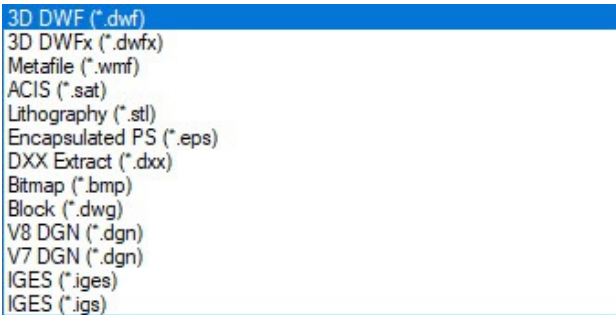 3D DWF (*.dwf)
3D DWFx (*.dwfx)
Metafile (*.wmf)
ACIS (*.sat)
Lithography (*.stl)
Encapsulated PS (*.eps)
DXX Extract (*.dxx)
Bitmap (*.bmp)
Block (*.dwg)
V8 DGN (*.dgn)
V7 DGN (*.dgn)
IGES (*.iges)
IGES (*.igs)